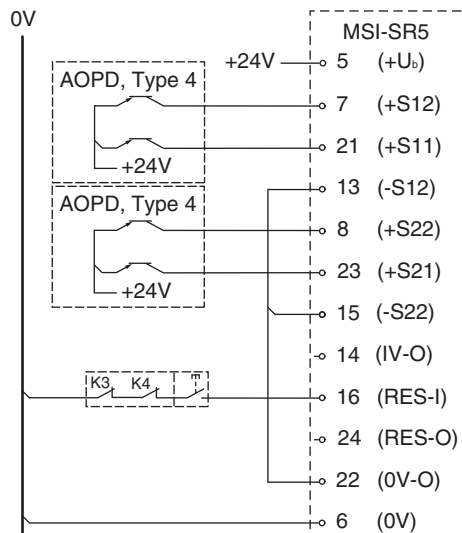 0V
MSI-SR5
+24V 5 (+Ub)
AOPD, Type 4
7 (+S12)
21 (+S11)
+24V
13 (-S12)
AOPD, Type 4
8 (+S22)
23 (+S21)
+24V
15 (-S22)
14 (IV-O)
K3 K4
16 (RES-I)
24 (RES-O)
22 (0V-O)
6 (0V)